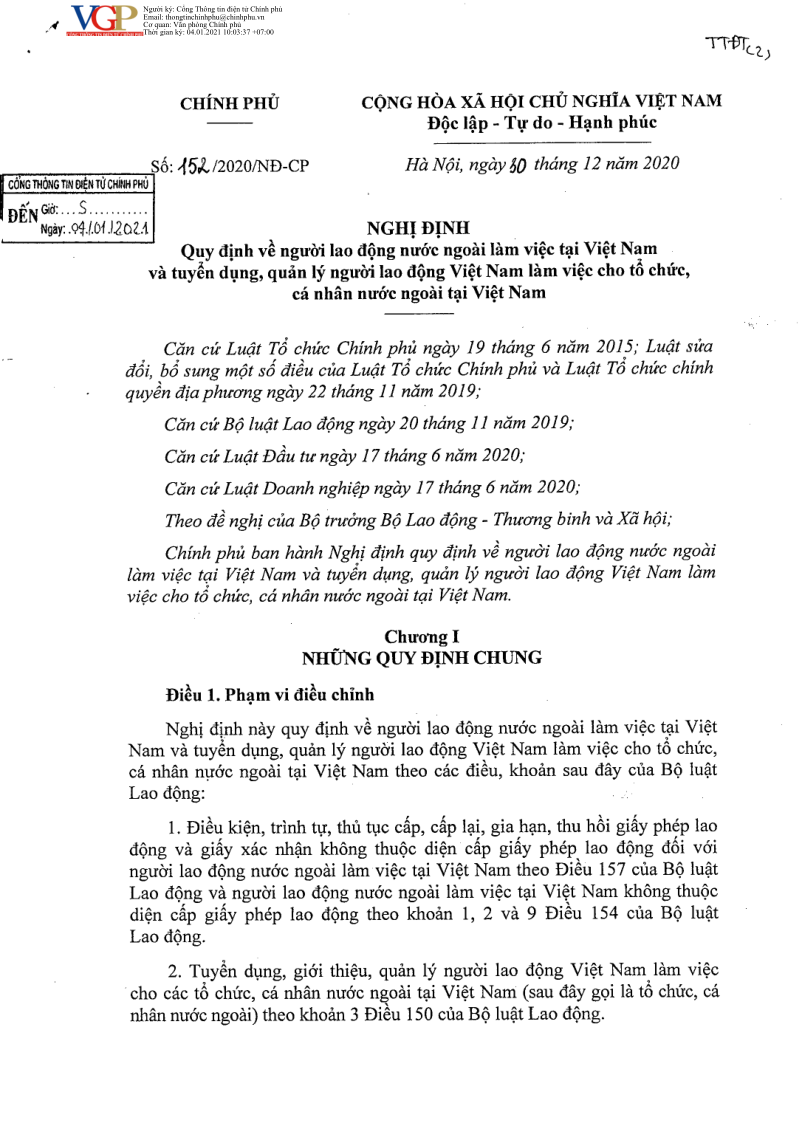 VGP
CỔNG THÔNG TIN ĐIỆN TỬ CHÍNH PHỦ
Người ký: Cổng Thông tin điện tử Chính phủ
Email: thongtinchinhphu@chinhphu.vn
Cơ quan: Văn phòng Chính phủ
Thời gian ký: 04.01.2021 10:03:37 +07:00
TTĐT(2)
CHÍNH PHỦ
CỘNG HÒA XÃ HỘI CHỦ NGHĨA VIỆT NAM
Độc lập - Tự do - Hạnh phúc
Số: 152/2020/NĐ-CP
Hà Nội, ngày 30 tháng 12 năm 2020
CỔNG THÔNG TIN ĐIỆN TỬ CHÍNH PHỦ
ĐẾN Giờ: ...S...........
Ngày: .04/.01./2021
NGHỊ ĐỊNH
Quy định về người lao động nước ngoài làm việc tại Việt Nam
và tuyển dụng, quản lý người lao động Việt Nam làm việc cho tổ chức,
cá nhân nước ngoài tại Việt Nam
Căn cứ Luật Tổ chức Chính phủ ngày 19 tháng 6 năm 2015; Luật sửa
đổi, bổ sung một số điều của Luật Tổ chức Chính phủ và Luật Tổ chức chính
quyền địa phương ngày 22 tháng 11 năm 2019;
Căn cứ Bộ luật Lao động ngày 20 tháng 11 năm 2019;
Căn cứ Luật Đầu tư ngày 17 tháng 6 năm 2020;
Căn cứ Luật Doanh nghiệp ngày 17 tháng 6 năm 2020;
Theo đề nghị của Bộ trưởng Bộ Lao động - Thương binh và Xã hội;
Chính phủ ban hành Nghị định quy định về người lao động nước ngoài
làm việc tại Việt Nam và tuyển dụng, quản lý người lao động Việt Nam làm
việc cho tổ chức, cá nhân nước ngoài tại Việt Nam.
Chương I
NHỮNG QUY ĐỊNH CHUNG
Điều 1. Phạm vi điều chỉnh
Nghị định này quy định về người lao động nước ngoài làm việc tại Việt
Nam và tuyển dụng, quản lý người lao động Việt Nam làm việc cho tổ chức,
cá nhân nước ngoài tại Việt Nam theo các điều, khoản sau đây của Bộ luật
Lao động:
1. Điều kiện, trình tự, thủ tục cấp, cấp lại, gia hạn, thu hồi giấy phép lao
động và giấy xác nhận không thuộc diện cấp giấy phép lao động đối với
người lao động nước ngoài làm việc tại Việt Nam theo Điều 157 của Bộ luật
Lao động và người lao động nước ngoài làm việc tại Việt Nam không thuộc
diện cấp giấy phép lao động theo khoản 1, 2 và 9 Điều 154 của Bộ luật
Lao động.
2. Tuyển dụng, giới thiệu, quản lý người lao động Việt Nam làm việc
cho các tổ chức, cá nhân nước ngoài tại Việt Nam (sau đây gọi là tổ chức, cá
nhân nước ngoài) theo khoản 3 Điều 150 của Bộ luật Lao động.